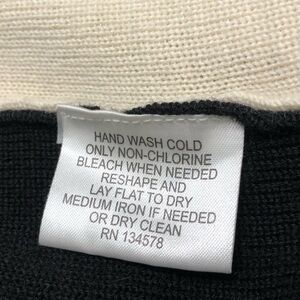 HAND WASH COLD
ONLY NON-CHLORINE
BLEACH WHEN NEEDED
RESHAPE AND
LAY FLAT TO DRY
MEDIUM IRON IF NEEDED
OR DRY CLEAN
RN 134578